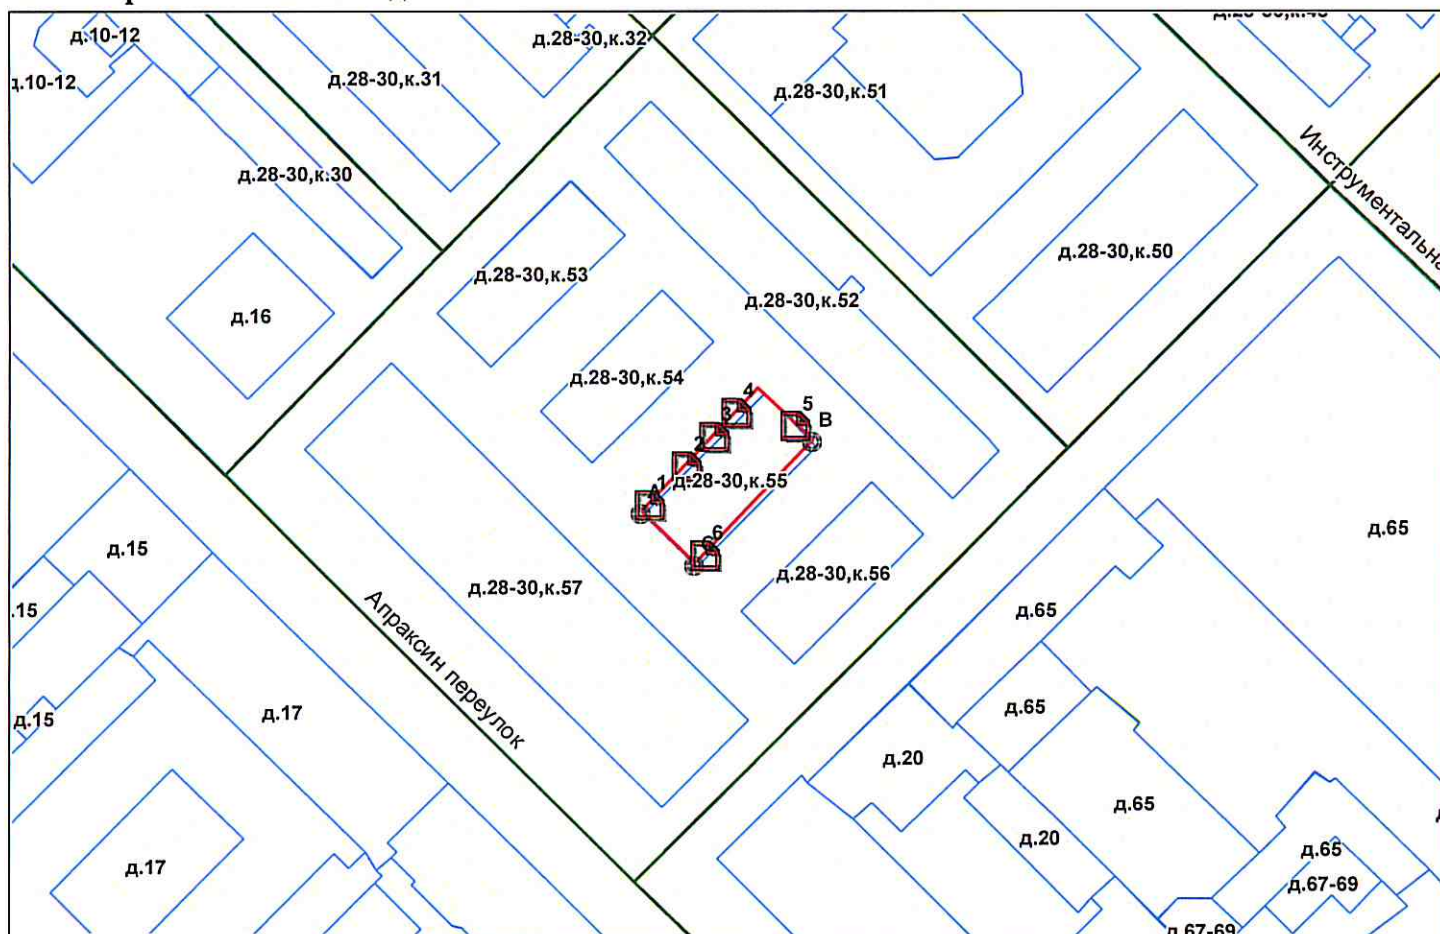 д.10-12
д.28-30,к.32
д.10-12
д.28-30,к.31
д.28-30,к.51
Инструментальна
д.28-30,к.30
д.28-30,к.53
д.28-30,к.50
д.28-30,к.52
д.16
д.28-30,к.54
4
5
3
В
2
1
А
д.28-30,к.55
6
С
д.65
д.15
д.28-30,к.57
д.28-30,к.56
.15
Апраксин переулок
д.65
д.15
д.17
д.65
д.20
д.65
д.20
д.17
д.65
д.67-69
д.67-69